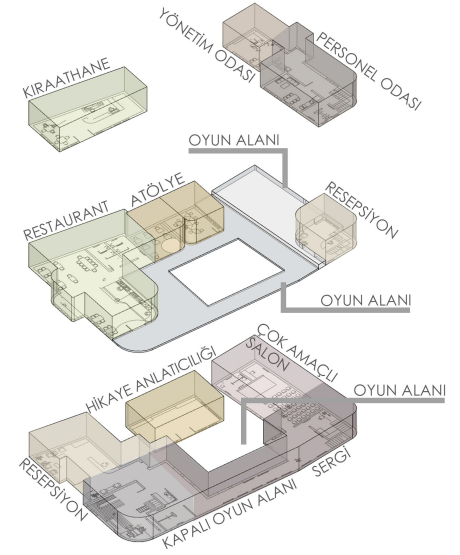 YÖNETİM ODASI
PERSONEL ODASI
KIRAATHANE
OYUN ALANI
ATÖLYE
RESEPSİYON
RESTAURANT
OYUN ALANI
ÇOK AMAÇLI
SALON
HİKAYE ANLATICILIĞI
OYUN ALANI
RESEPSİYON
SERGİ
KAPALI OYUN ALANI